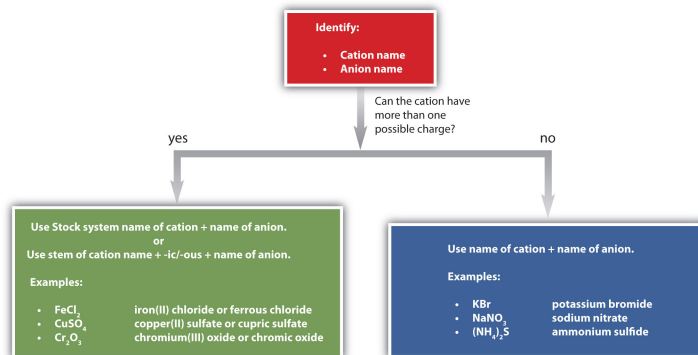 Identify:
• Cation name
• Anion name
Can the cation have
more than one
possible charge?
yes
no
Use Stock system name of cation + name of anion.
or
Use stem of cation name + -ic/-ous + name of anion.
Examples:
• FeCl₂ iron(II) chloride or ferrous chloride
• CuSO₄ copper(II) sulfate or cupric sulfate
• Cr₂O₃ chromium(III) oxide or chromic oxide
Use name of cation + name of anion.
Examples:
• KBr potassium bromide
• NaNO₃ sodium nitrate
• (NH₄)₂S ammonium sulfide